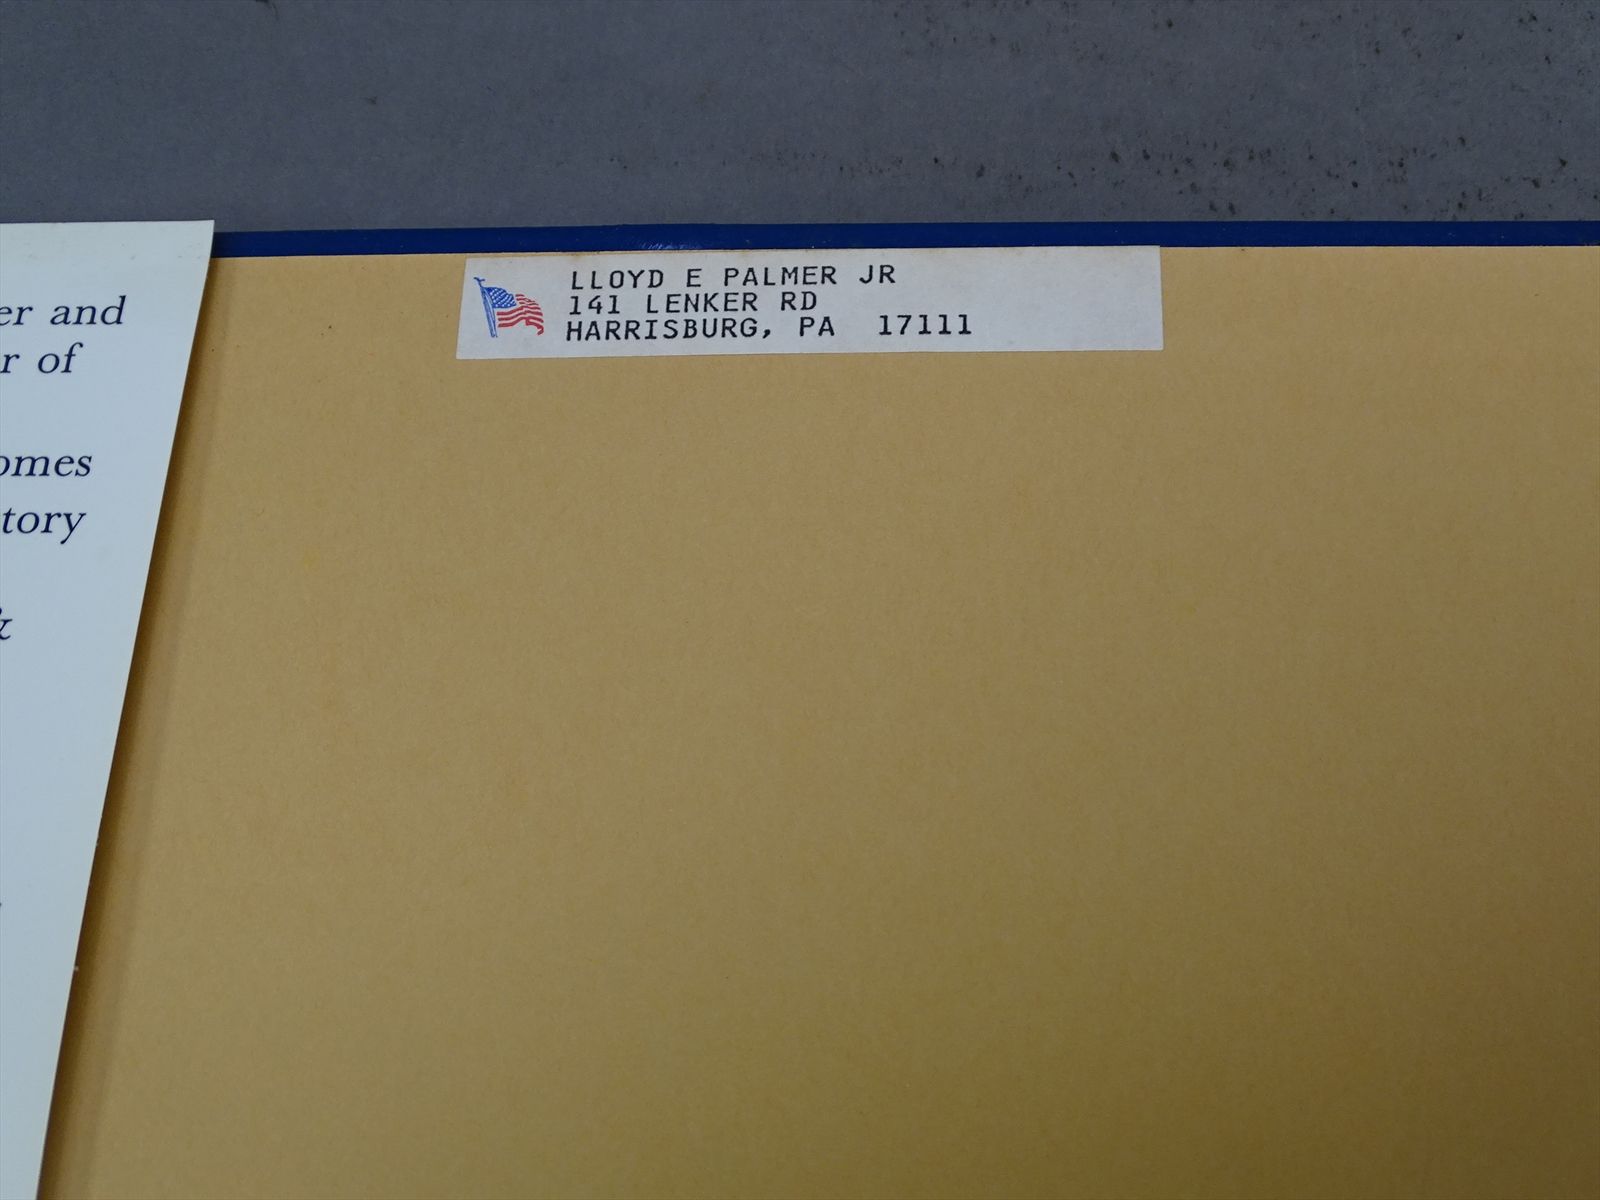 LLOYD E PALMER JR
141 LENKER RD
HARRISBURG, PA 17111
er and
r of
omes
tory
&